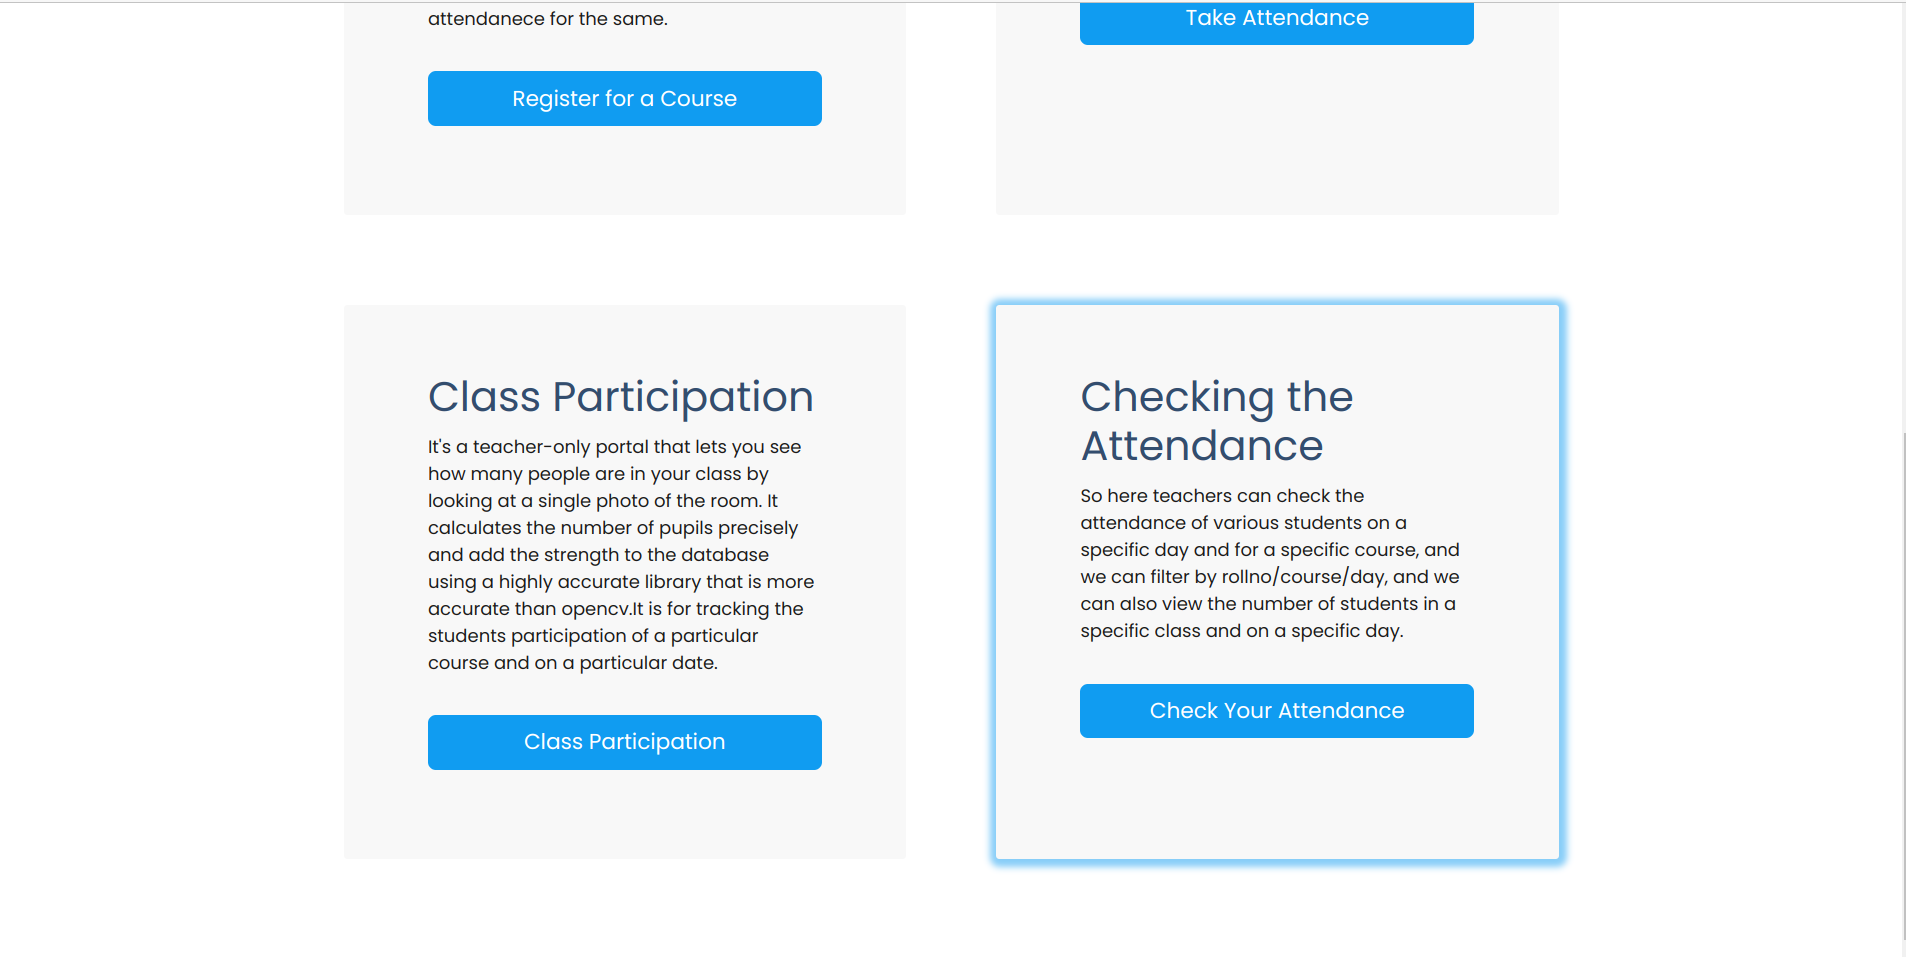 attendanece for the same.
Register for a Course
Take Attendance
Class Participation
It's a teacher-only portal that lets you see
how many people are in your class by
looking at a single photo of the room. It
calculates the number of pupils precisely
and add the strength to the database
using a highly accurate library that is more
accurate than opencv.It is for tracking the
students participation of a particular
course and on a particular date.
Class Participation
Checking the
Attendance
So here teachers can check the
attendance of various students on a
specific day and for a specific course, and
we can filter by rollno/course/day, and we
can also view the number of students in a
specific class and on a specific day.
Check Your Attendance